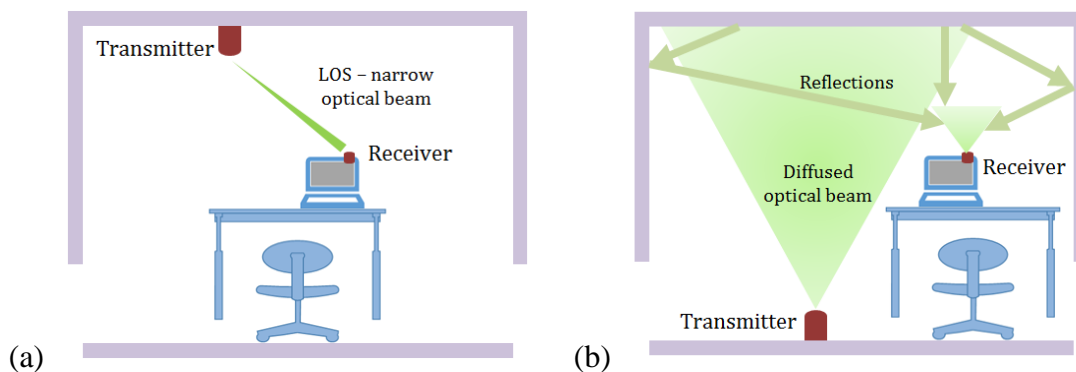 Transmitter
LOS – narrow
optical beam
Receiver
(a)
Reflections
Diffused
optical beam
Receiver
Transmitter
(b)